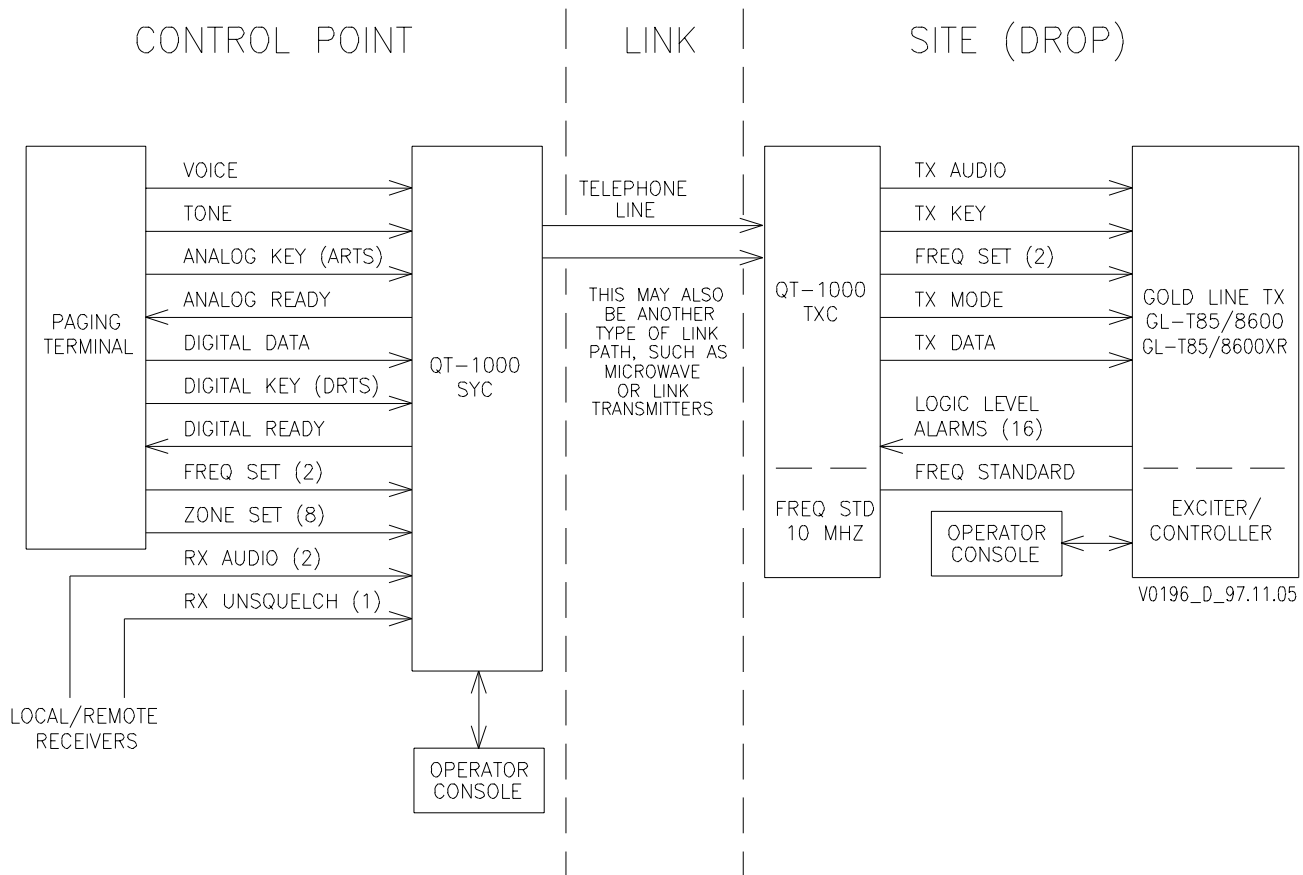 CONTROL POINT
LINK
SITE (DROP)
PAGING
TERMINAL
VOICE
TONE
ANALOG KEY (ARTS)
ANALOG READY
DIGITAL DATA
DIGITAL KEY (DRTS)
DIGITAL READY
FREQ SET (2)
ZONE SET (8)
RX AUDIO (2)
RX UNSQUELCH (1)
LOCAL/REMOTE
RECEIVERS
QT-1000
SYC
OPERATOR
CONSOLE
TELEPHONE
LINE
THIS MAY ALSO
BE ANOTHER
TYPE OF LINK
PATH, SUCH AS
MICROWAVE
OR LINK
TRANSMITTERS
QT-1000
TXC
FREQ STD
10 MHZ
TX AUDIO
TX KEY
FREQ SET (2)
TX MODE
TX DATA
LOGIC LEVEL
ALARMS (16)
FREQ STANDARD
OPERATOR
CONSOLE
GOLD LINE TX
GL-T85/8600
GL-T85/8600XR
EXCITER/
CONTROLLER
V0196_D_97.11.05